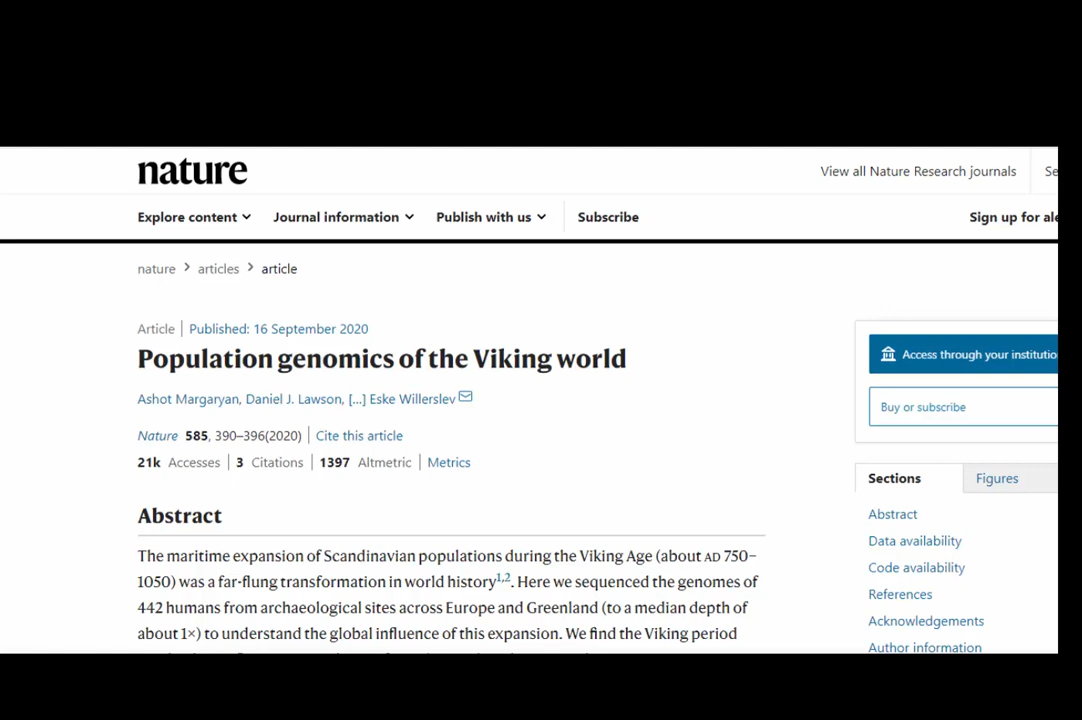 nature
View all Nature Research journals
Explore content
Journal information
Publish with us
Subscribe
Sign up for
nature > articles > article
Article | Published: 16 September 2020
Population genomics of the Viking world
Ashot Margaryan, Daniel J. Lawson, [...] Eske Willerslev
Nature 585, 390–396(2020) | Cite this article
21k Accesses | 3 Citations | 1397 Altmetric | Metrics
Abstract
The maritime expansion of Scandinavian populations during the Viking Age (about AD 750–
1050) was a far-flung transformation in world history1,2. Here we sequenced the genomes of
442 humans from archaeological sites across Europe and Greenland (to a median depth of
about 1×) to understand the global influence of this expansion. We find the Viking period
Access through your
Buy or subscribe
Sections
Figures
Abstract
Data availability
Code availability
References
Acknowledgements
Author information